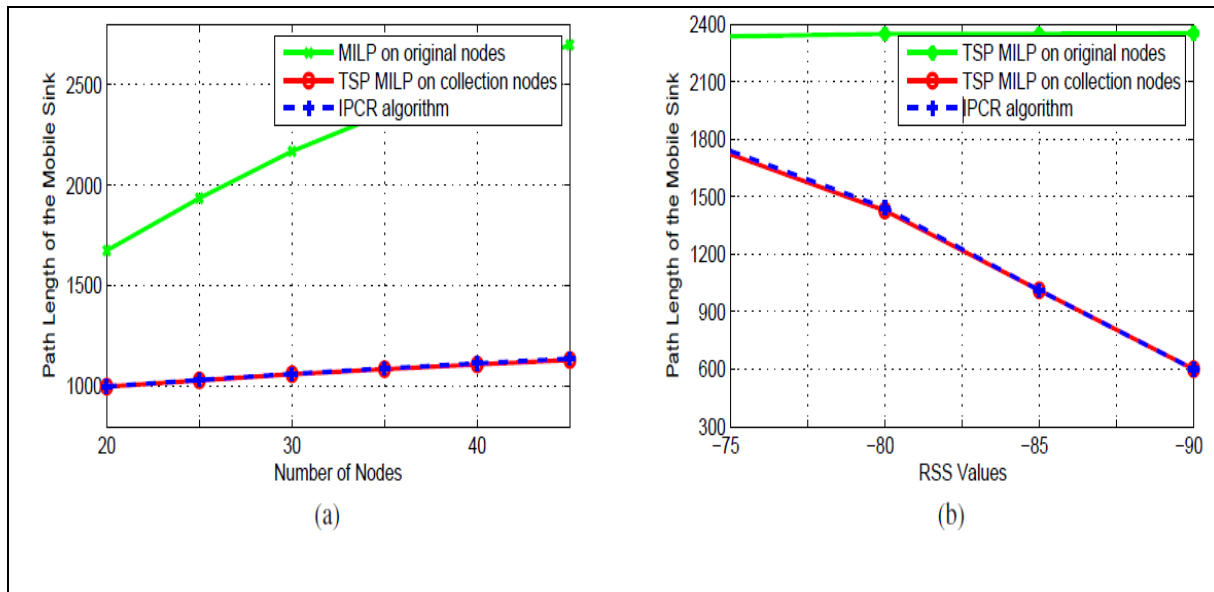 Path Length of the Mobile Sink
2500
2000
1500
1000
20
30
40
Number of Nodes
MILP on original nodes
TSP MILP on collection nodes
IPCR algorithm
(a)
Path Length of the Mobile Sink
2400
2100
1800
1500
1200
900
600
300
−75
−80
−85
−90
RSS Values
TSP MILP on original nodes
TSP MILP on collection nodes
IPCR algorithm
(b)